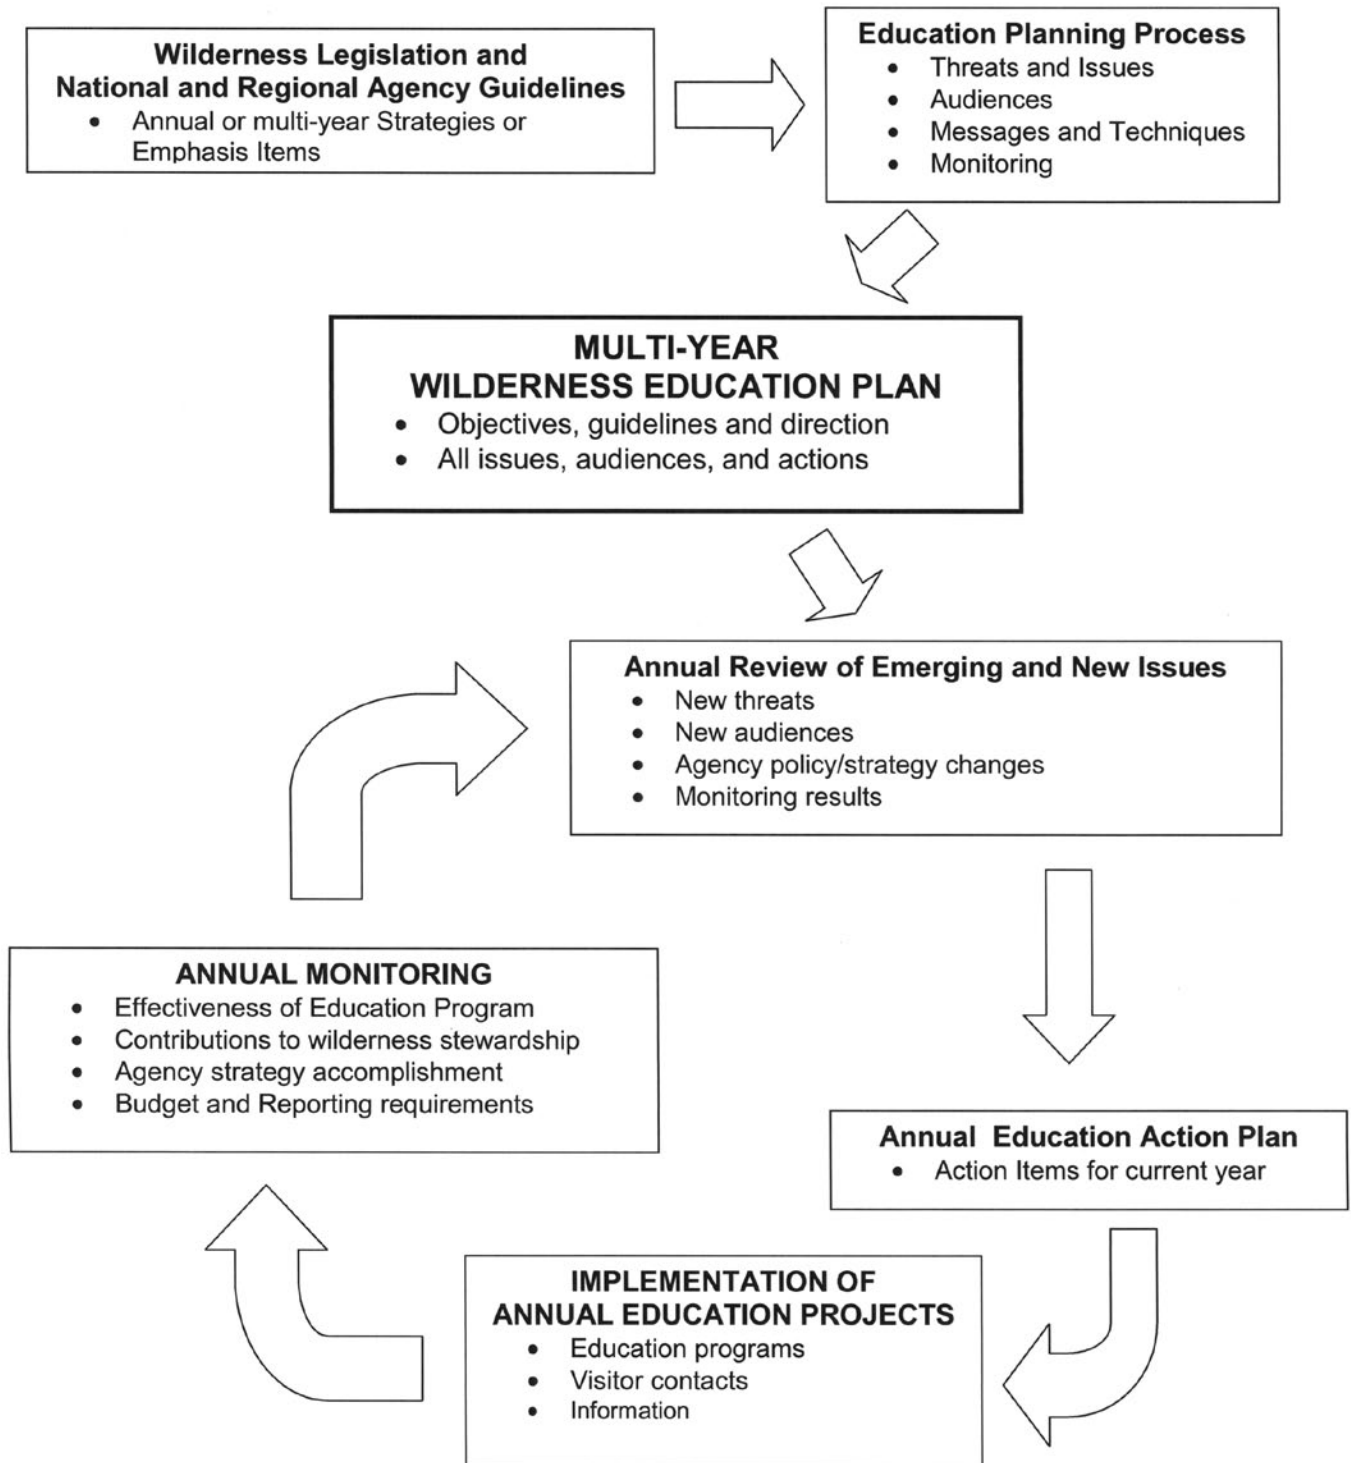 Wilderness Legislation and
National and Regional Agency Guidelines
• Annual or multi-year Strategies or
Emphasis Items
Education Planning Process
• Threats and Issues
• Audiences
• Messages and Techniques
• Monitoring
MULTI-YEAR
WILDERNESS EDUCATION PLAN
• Objectives, guidelines and direction
• All issues, audiences, and actions
Annual Review of Emerging and New Issues
• New threats
• New audiences
• Agency policy/strategy changes
• Monitoring results
Annual Education Action Plan
• Action Items for current year
IMPLEMENTATION OF
ANNUAL EDUCATION PROJECTS
• Education programs
• Visitor contacts
• Information
ANNUAL MONITORING
• Effectiveness of Education Program
• Contributions to wilderness stewardship
• Agency strategy accomplishment
• Budget and Reporting requirements